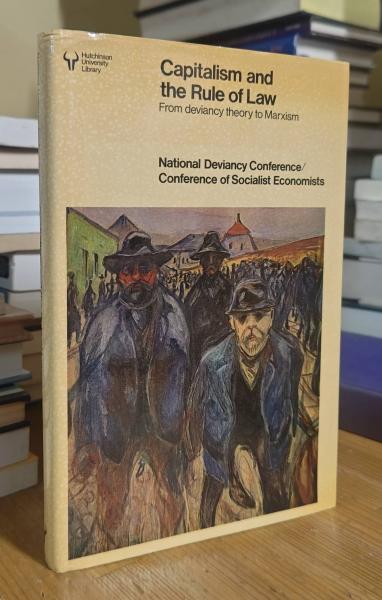 Hutchinson
University
Library
Capitalism and
the Rule of Law
From deviancy theory to Marxism
National Deviancy Conference/
Conference of Socialist Economists